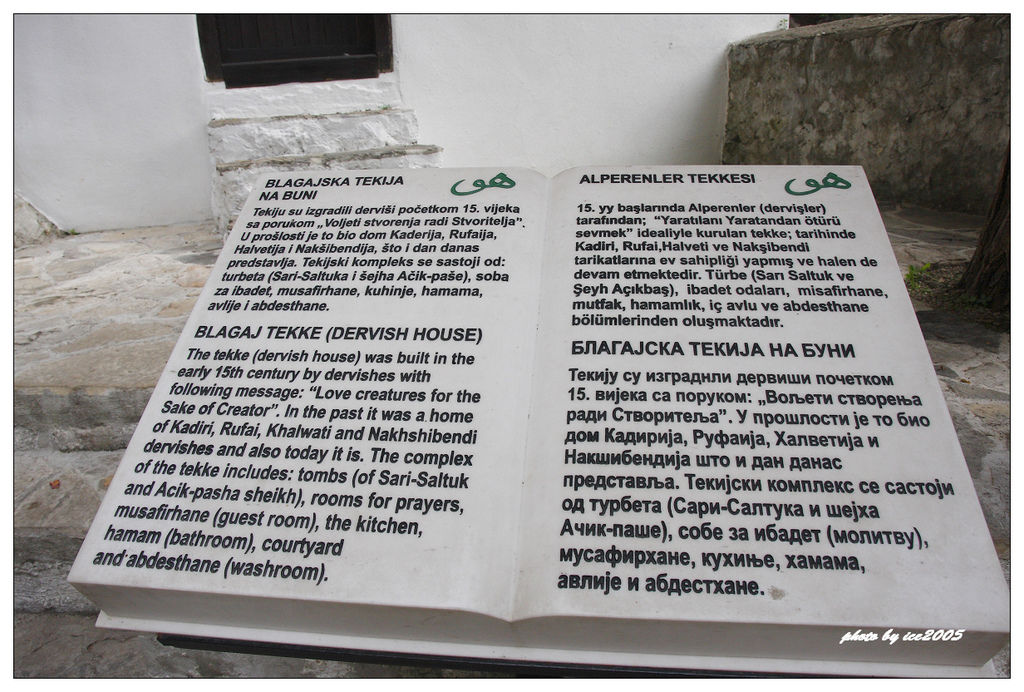 BLAGAJSKA TEKIJA
NA BUNI
هو
Tekiju su izgradili derviši početkom 15. vijeka
sa porukom „Voljeti stvorenja radi Stvoritelja”.
U prošlosti je to bio dom Kaderija, Rufaija,
Halvetija i Nakšibendija, što i dan danas
predstavlja. Tekijski kompleks se sastoji od:
turbeta (Sari-Saltuka i šejha Ačik-paše), soba
za ibadet, musafirhane, kuhinje, hamama,
avlije i abdesthane.
BLAGAJ TEKKE (DERVISH HOUSE)
The tekke (dervish house) was built in the
early 15th century by dervishes with
following message: “Love creatures for the
Sake of Creator”. In the past it was a home
of Kadiri, Rufai, Khalwati and Nakhshibendi
dervishes and also today it is. The complex
of the tekke includes: tombs (of Sari-Saltuk
and Acik-pasha sheikh), rooms for prayers,
musafirhane (guest room), the kitchen,
hamam (bathroom), courtyard
and abdesthane (washroom).
ALPERENLER TEKKESI
هو
15. yy başlarında Alperenler (dervişler)
tarafından; “Yaratılanı Yaratandan ötürü
sevmek” idealiyle kurulan tekke; tarihinde
Kadiri, Rufai,Halveti ve Nakşibendi
tarikatlarına ev sahipliği yapmış ve halen de
devam etmektedir. Türbe (Sarı Saltuk ve
Şeyh Açıkbaş), ibadet odaları, misafirhane,
mutfak, hamamlık, iç avlu ve abdesthane
bölümlerinden oluşmaktadır.
БЛАГАЈСКА ТЕКИЈА НА БУНИ
Текију су изграднли дервиши почетком
15. вијека са поруком: „Вољети створења
ради Створитеља”. У прошлости је то био
дом Кадирија, Руфаија, Халветија и
Накшибендија што и дан данас
представља. Текијски комплекс се састоји
од турбета (Сари-Салтука и шејха
Ачик-паше), собе за ибадет (молитву),
мусафирхане, кухиње, хамама,
авлије и абдестхане.
photo by ice2005